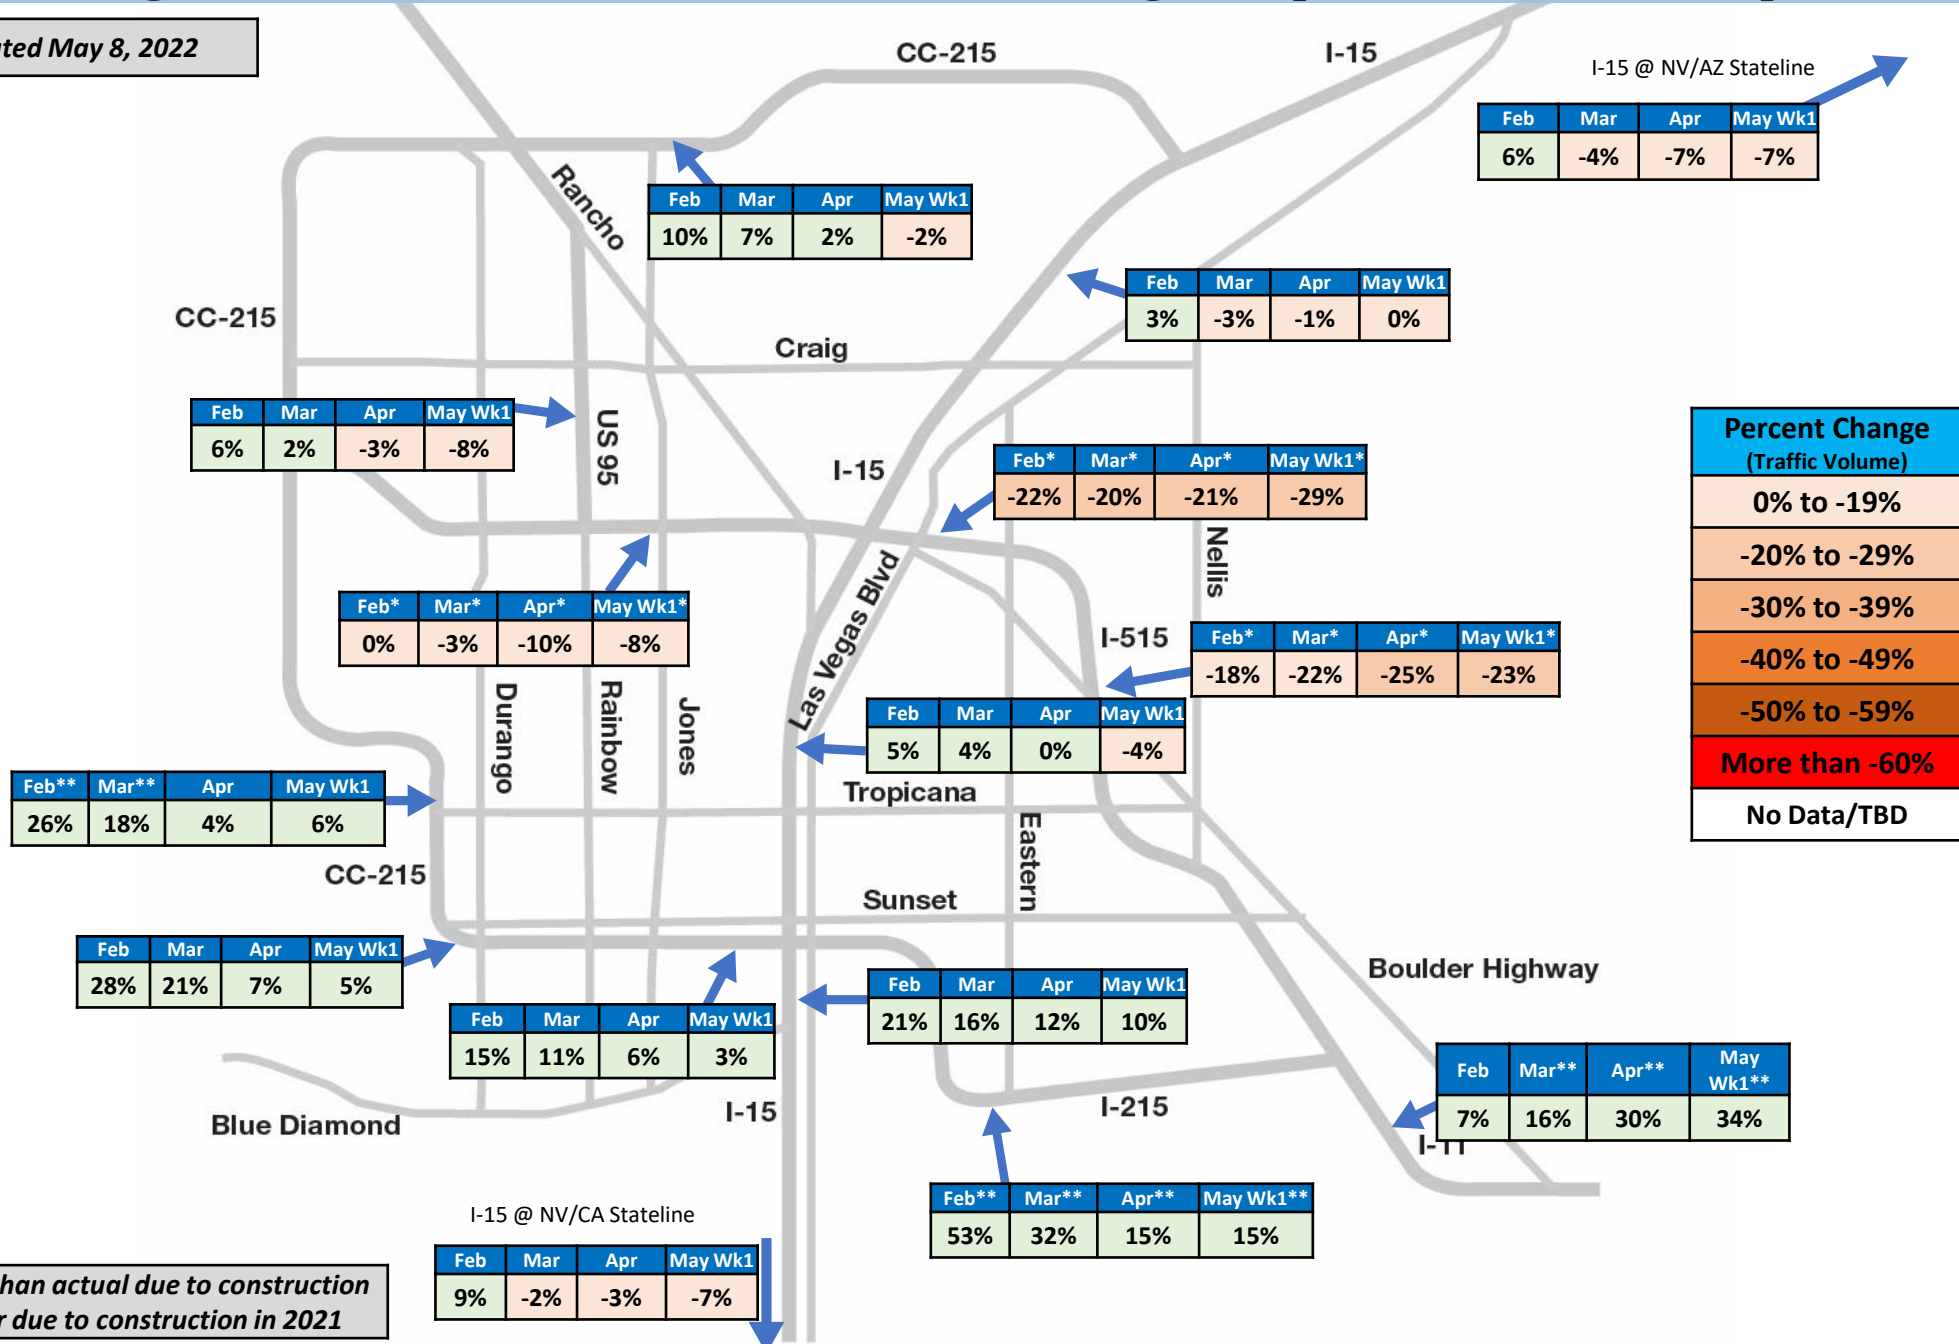 May 8, 2022
CC-215
I-15
I-15 @ NV/AZ Stateline
Feb Mar Apr May Wk1
6% -4% -7% -7%
Rancho
Feb Mar Apr May Wk1
10% 7% 2% -2%
Feb Mar Apr May Wk1
3% -3% -1% 0%
CC-215
Craig
Feb Mar Apr May Wk1
6% 2% -3% -8%
US 95
I-15
Feb* Mar* Apr* May Wk1*
-22% -20% -21% -29%
Nellis
Percent Change
(Traffic Volume)
0% to -19%
-20% to -29%
-30% to -39%
-40% to -49%
-50% to -59%
More than -60%
No Data/TBD
Feb* Mar* Apr* May Wk1*
0% -3% -10% -8%
Las Vegas Blvd
I-515
Feb* Mar* Apr* May Wk1*
-18% -22% -25% -23%
Durango
Rainbow
Jones
Feb Mar Apr May Wk1
5% 4% 0% -4%
Feb** Mar** Apr May Wk1
26% 18% 4% 6%
Tropicana
Eastern
CC-215
Sunset
Feb Mar Apr May Wk1
28% 21% 7% 5%
Boulder Highway
Feb Mar Apr May Wk1
21% 16% 12% 10%
Feb Mar Apr May Wk1
15% 11% 6% 3%
Feb Mar** Apr** May
Wk1**
7% 16% 30% 34%
Blue Diamond
I-15
I-215
I-11
Feb** Mar** Apr** May Wk1**
53% 32% 15% 15%
I-15 @ NV/CA Stateline
Feb Mar Apr May Wk1
9% -2% -3% -7%
than actual due to construction
due to construction in 2021